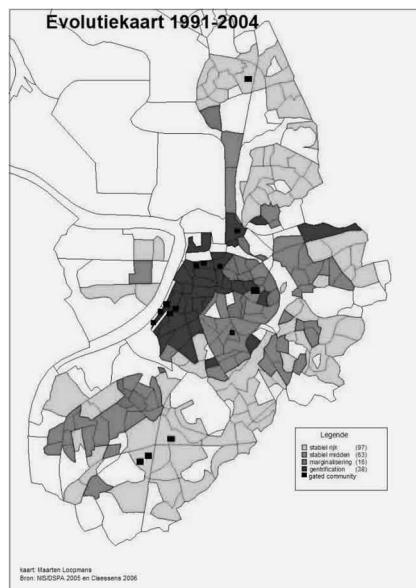 Evolutiekaart 1991-2004
Legende
stabiel rijk (97)
stabiel midden (63)
marginalisering (16)
gentrification (38)
gated community
kaart: Maarten Loopmans
Bron: NIS/DSPA 2005 en Claessens 2006